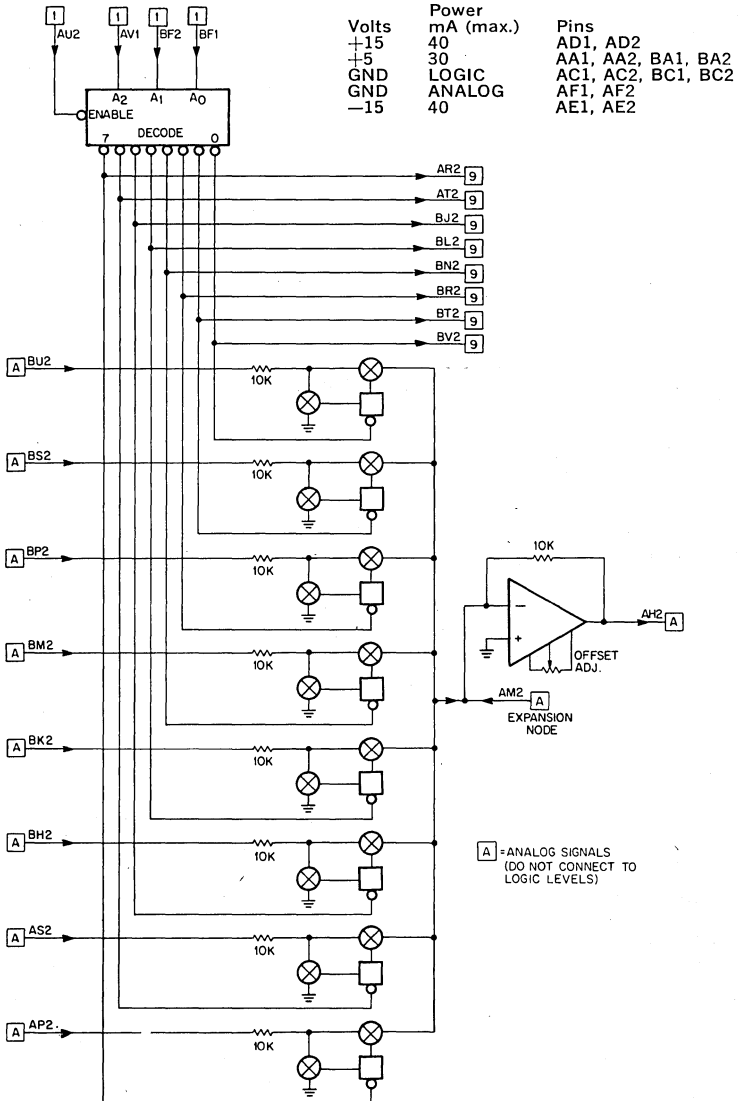 1 1 1 1
AU2 AV1 BF2 BF1
Power
Volts mA (max.) Pins
+15 40 AD1, AD2
+5 30 AA1, AA2, BA1, BA2
GND LOGIC AC1, AC2, BC1, BC2
GND ANALOG AF1, AF2
−15 40 AE1, AE2
A2 A1 A0
ENABLE
DECODE
7 0
AR2 9
AT2 9
BJ2 9
BL2 9
BN2 9
BR2 9
BT2 9
BV2 9
A BU2
10K
A BS2
10K
A BP2
10K
10K
− +
AH2 A
OFFSET
ADJ.
A BM2
10K
AM2 A
EXPANSION
NODE
A BK2
10K
A BH2
10K
A =ANALOG SIGNALS
(DO NOT CONNECT TO
LOGIC LEVELS)
A AS2
10K
A AP2.
10K